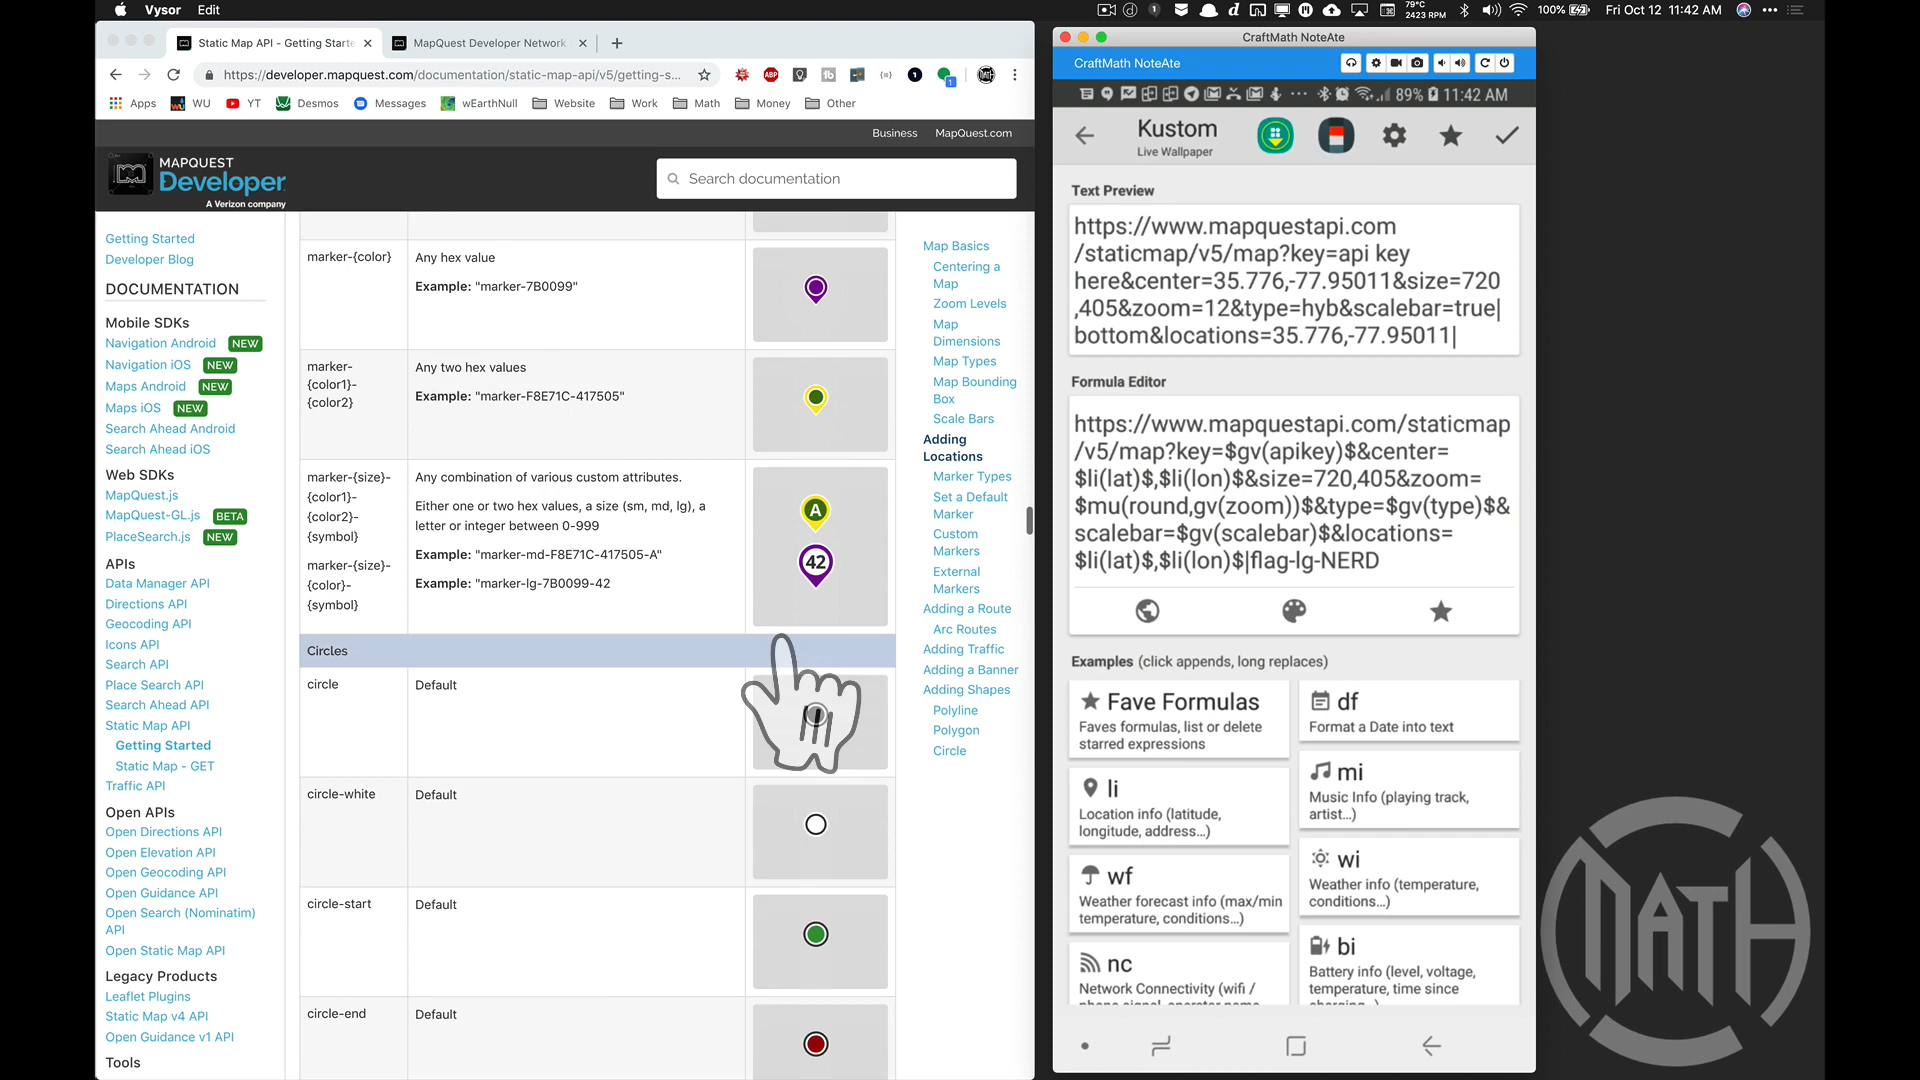 Vysor Edit
79°C
2423 RPM
100%
Fri Oct 12 11:42 AM
Static Map API - Getting Starte
MapQuest Developer Network
https://developer.mapquest.com/documentation/static-map-api/v5/getting-s...
ABP
Apps WU YT Desmos Messages wEarthNull Website Work Math Money Other
Business MapQuest.com
MAPQUEST
Developer
A Verizon company
Search documentation
Getting Started
Developer Blog
DOCUMENTATION
Mobile SDKs
Navigation Android NEW
Navigation iOS NEW
Maps Android NEW
Maps iOS NEW
Search Ahead Android
Search Ahead iOS
Web SDKs
MapQuest.js
MapQuest-GL.js BETA
PlaceSearch.js NEW
APIs
Data Manager API
Directions API
Geocoding API
Icons API
Search API
Place Search API
Search Ahead API
Static Map API
Getting Started
Static Map - GET
Traffic API
Open APIs
Open Directions API
Open Elevation API
Open Geocoding API
Open Guidance API
Open Search (Nominatim)
API
Open Static Map API
Legacy Products
Leaflet Plugins
Static Map v4 API
Open Guidance v1 API
Tools
marker-{color}
Any hex value
Example: "marker-7B0099"
marker-
{color1}-
{color2}
Any two hex values
Example: "marker-F8E71C-417505"
marker-{size}-
{color1}-
{color2}-
{symbol}
marker-{size}-
{color}-
{symbol}
Any combination of various custom attributes.
Either one or two hex values, a size (sm, md, lg), a
letter or integer between 0-999
Example: "marker-md-F8E71C-417505-A"
Example: "marker-lg-7B0099-42
A
42
Circles
circle Default
circle-white Default
circle-start Default
circle-end Default
Map Basics
Centering a
Map
Zoom Levels
Map
Dimensions
Map Types
Map Bounding
Box
Scale Bars
Adding
Locations
Marker Types
Set a Default
Marker
Custom
Markers
External
Markers
Adding a Route
Arc Routes
Adding Traffic
Adding a Banner
Adding Shapes
Polyline
Polygon
Circle
CraftMath NoteAte
CraftMath NoteAte
89% 11:42 AM
Kustom
Live Wallpaper
Text Preview
https://www.mapquestapi.com
/staticmap/v5/map?key=api key
here&center=35.776,-77.95011&size=720
,405&zoom=12&type=hyb&scalebar=true|
bottom&locations=35.776,-77.95011|
Formula Editor
https://www.mapquestapi.com/staticmap
/v5/map?key=$gv(apikey)$&center=
$li(lat)$,$li(lon)$&size=720,405&zoom=
$mu(round,gv(zoom))$&type=$gv(type)$&
scalebar=$gv(scalebar)$&locations=
$li(lat)$,$li(lon)$|flag-lg-NERD
Examples (click appends, long replaces)
Fave Formulas
Faves formulas, list or delete
starred expressions
df
Format a Date into text
li
Location info (latitude,
longitude, address...)
mi
Music Info (playing track,
artist...)
wf
Weather forecast info (max/min
temperature, conditions...)
wi
Weather info (temperature,
conditions...)
nc
Network Connectivity (wifi /
bi
Battery info (level, voltage,
temperature, time since
MATH